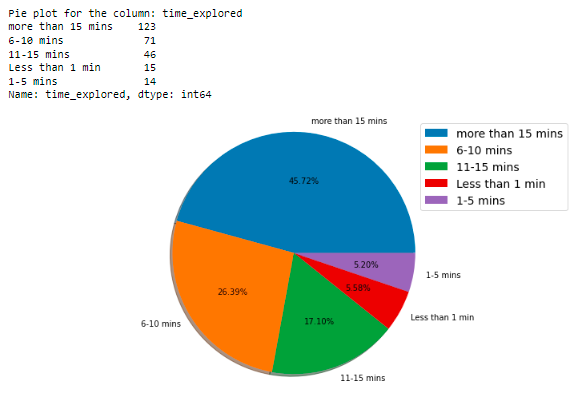 Pie plot for the column: time_explored
more than 15 mins    123
6-10 mins             71
11-15 mins            46
Less than 1 min       15
1-5 mins              14
Name: time_explored, dtype: int64
more than 15 mins
more than 15 mins
6-10 mins
11-15 mins
Less than 1 min
1-5 mins
45.72%
5.20%
1-5 mins
5.58%
26.39%
Less than 1 min
6-10 mins
17.10%
11-15 mins